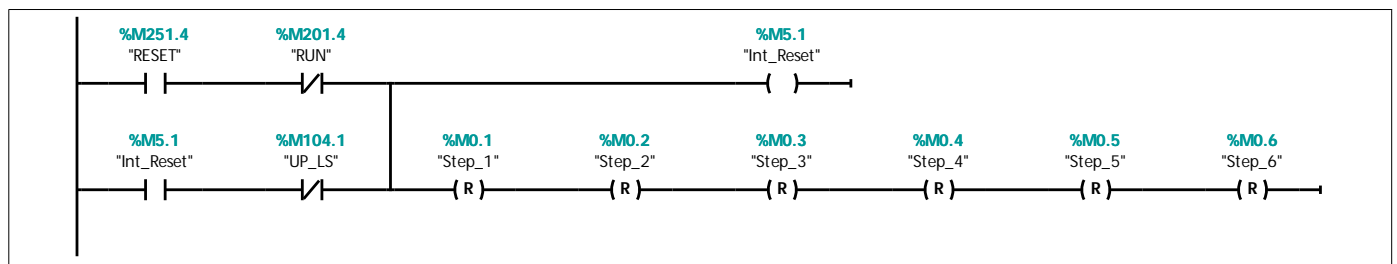 %M251.4 %M201.4 %M5.1
"RESET" "RUN" "Int_Reset"
%M5.1 %M104.1 %M0.1 %M0.2 %M0.3 %M0.4 %M0.5 %M0.6
"Int_Reset" "UP_LS" "Step_1" "Step_2" "Step_3" "Step_4" "Step_5" "Step_6"
R R R R R R